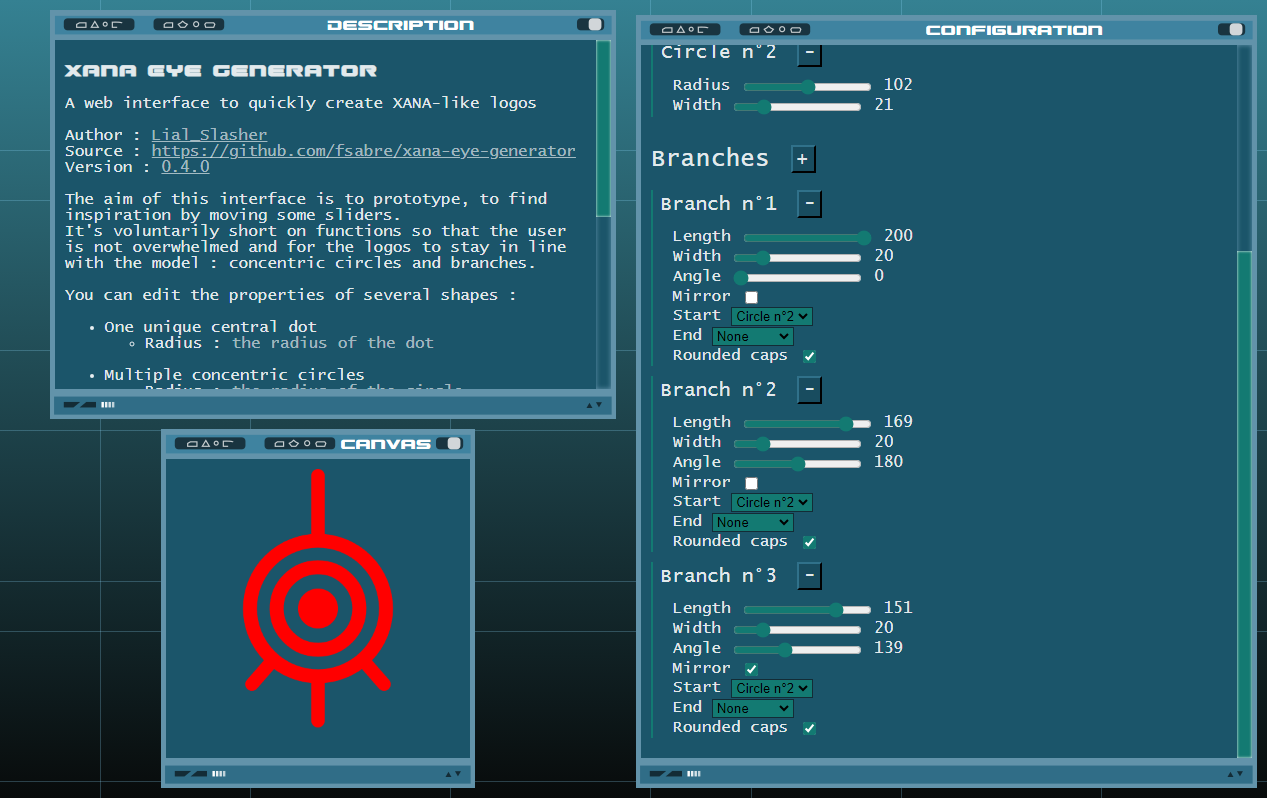 DESCRIPTION
XANA EYE GENERATOR
A web interface to quickly create XANA-like logos
Author : Lial_Slasher
Source : https://github.com/fsabre/xana-eye-generator
Version : 0.4.0
The aim of this interface is to prototype, to find
inspiration by moving some sliders.
It's voluntarily short on functions so that the user
is not overwhelmed and for the logos to stay in line
with the model : concentric circles and branches.
You can edit the properties of several shapes :
• One unique central dot
◦ Radius : the radius of the dot
• Multiple concentric circles
Radius : the radius of the circle
CANVAS
CONFIGURATION
Circle n°2 -
Radius 102
Width 21
Branches +
Branch n°1 -
Length 200
Width 20
Angle 0
Mirror
Start Circle n°2
End None
Rounded caps
Branch n°2 -
Length 169
Width 20
Angle 180
Mirror
Start Circle n°2
End None
Rounded caps
Branch n°3 -
Length 151
Width 20
Angle 139
Mirror
Start Circle n°2
End None
Rounded caps